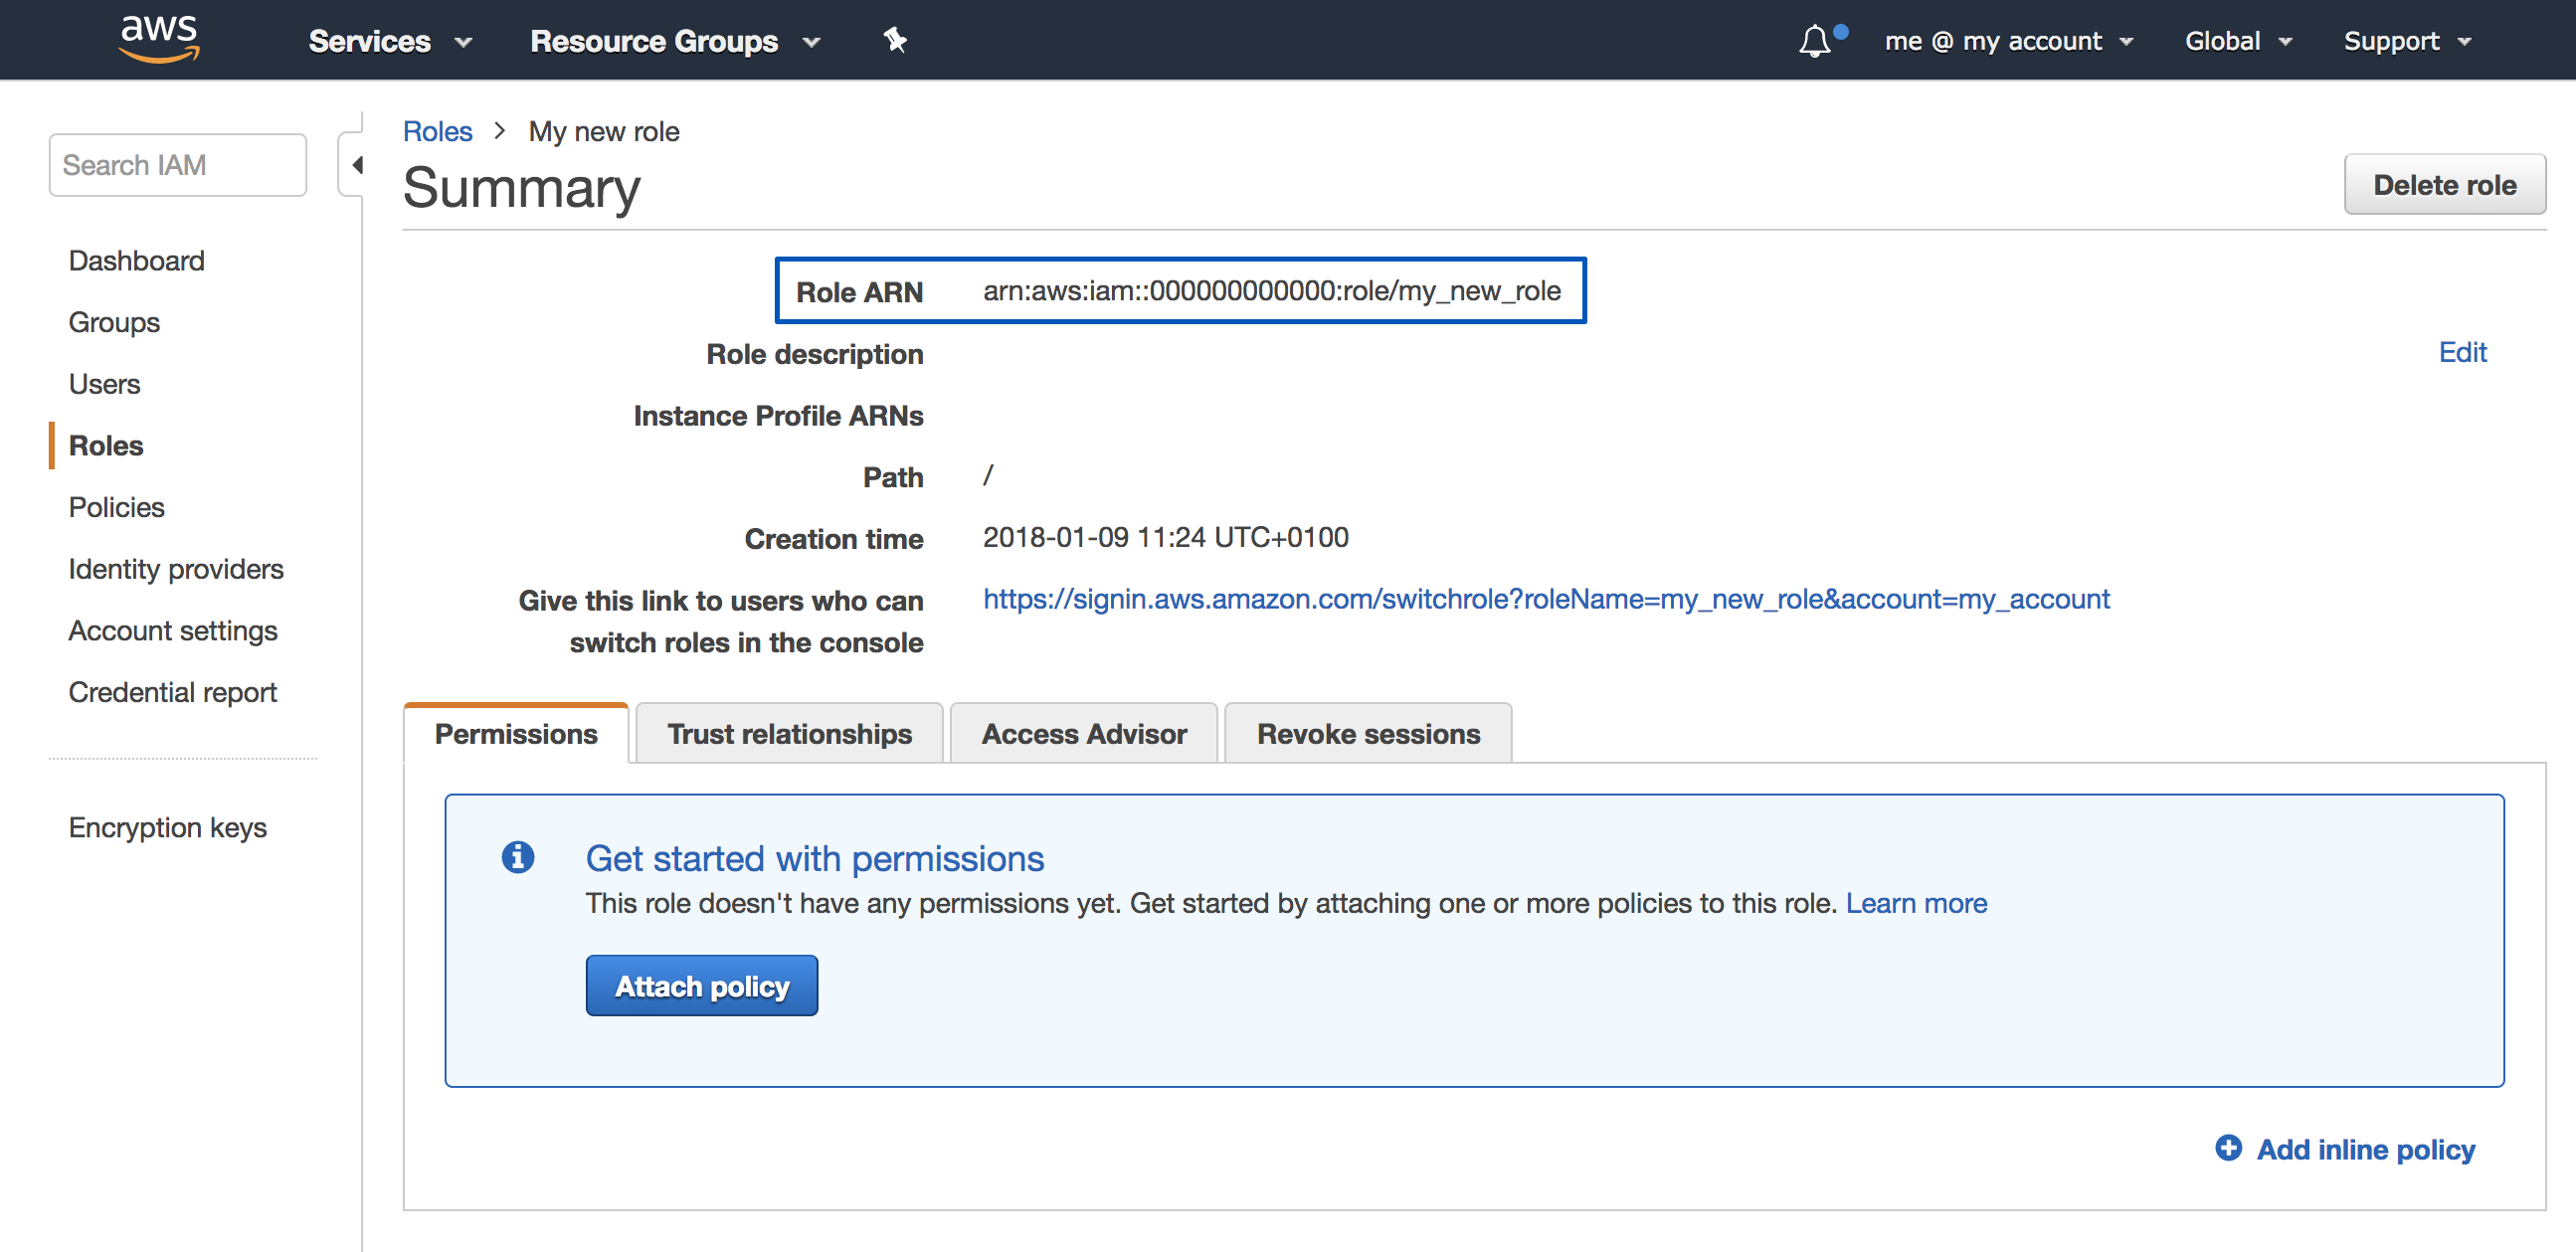 aws Services Resource Groups me @ my account Global Support
Search IAM
Dashboard
Groups
Users
Roles
Policies
Identity providers
Account settings
Credential report
Encryption keys
Roles > My new role
Summary
Delete role
Role ARN arn:aws:iam::000000000000:role/my_new_role
Role description Edit
Instance Profile ARNs
Path /
Creation time 2018-01-09 11:24 UTC+0100
Give this link to users who can https://signin.aws.amazon.com/switchrole?roleName=my_new_role&account=my_account
switch roles in the console
Permissions Trust relationships Access Advisor Revoke sessions
Get started with permissions
This role doesn't have any permissions yet. Get started by attaching one or more policies to this role. Learn more
Attach policy
Add inline policy